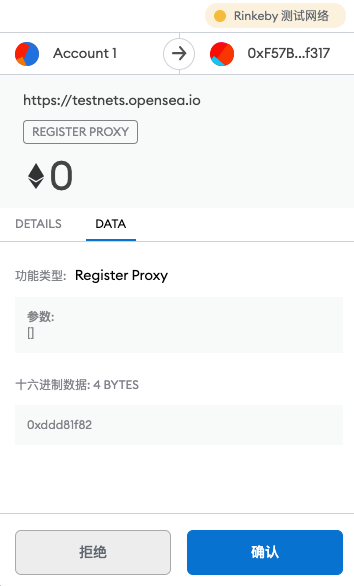 Rinkeby 测试网络
Account 1
0xF57B...f317
https://testnets.opensea.io
REGISTER PROXY
0
DETAILS
DATA
功能类型: Register Proxy
参数:
[]
十六进制数据: 4 BYTES
0xddd81f82
拒绝
确认